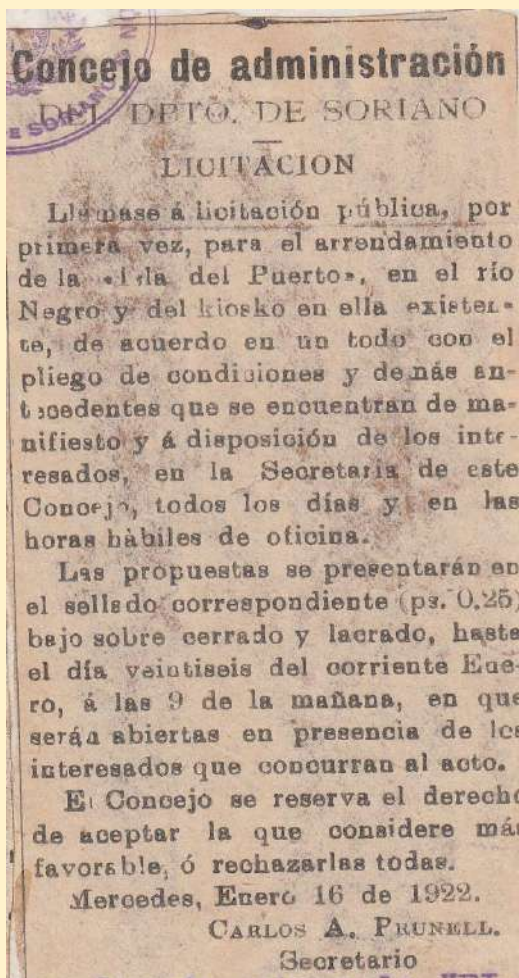 Concejo de administración
DEL DPTO. DE SORIANO
E SORIANO
LICITACION
Llámase á licitación pública, por
primera vez, para el arrendamiento
de la «Isla del Puerto», en el río
Negro y del kiosko en ella existen-
te, de acuerdo en un todo con el
pliego de condiciones y demás an-
tecedentes que se encuentran de ma-
nifiesto y á disposición de los inte-
resados, en la Secretaria de este
Concejo, todos los días y en las
horas hàbiles de oficina.
Las propuestas se presentarán en
el sellado correspondiente (ps. 0.25)
bajo sobre cerrado y lacrado, hasta
el día veintiseis del corriente Ene-
ro, á las 9 de la mañana, en que
serán abiertas en presencia de los
interesados que concurran al acto.
El Concejo se reserva el derecho
de aceptar la que considere más
favorable, ó rechazarlas todas.
Mercedes, Enero 16 de 1922.
CARLOS A. PRUNELL.
Secretario